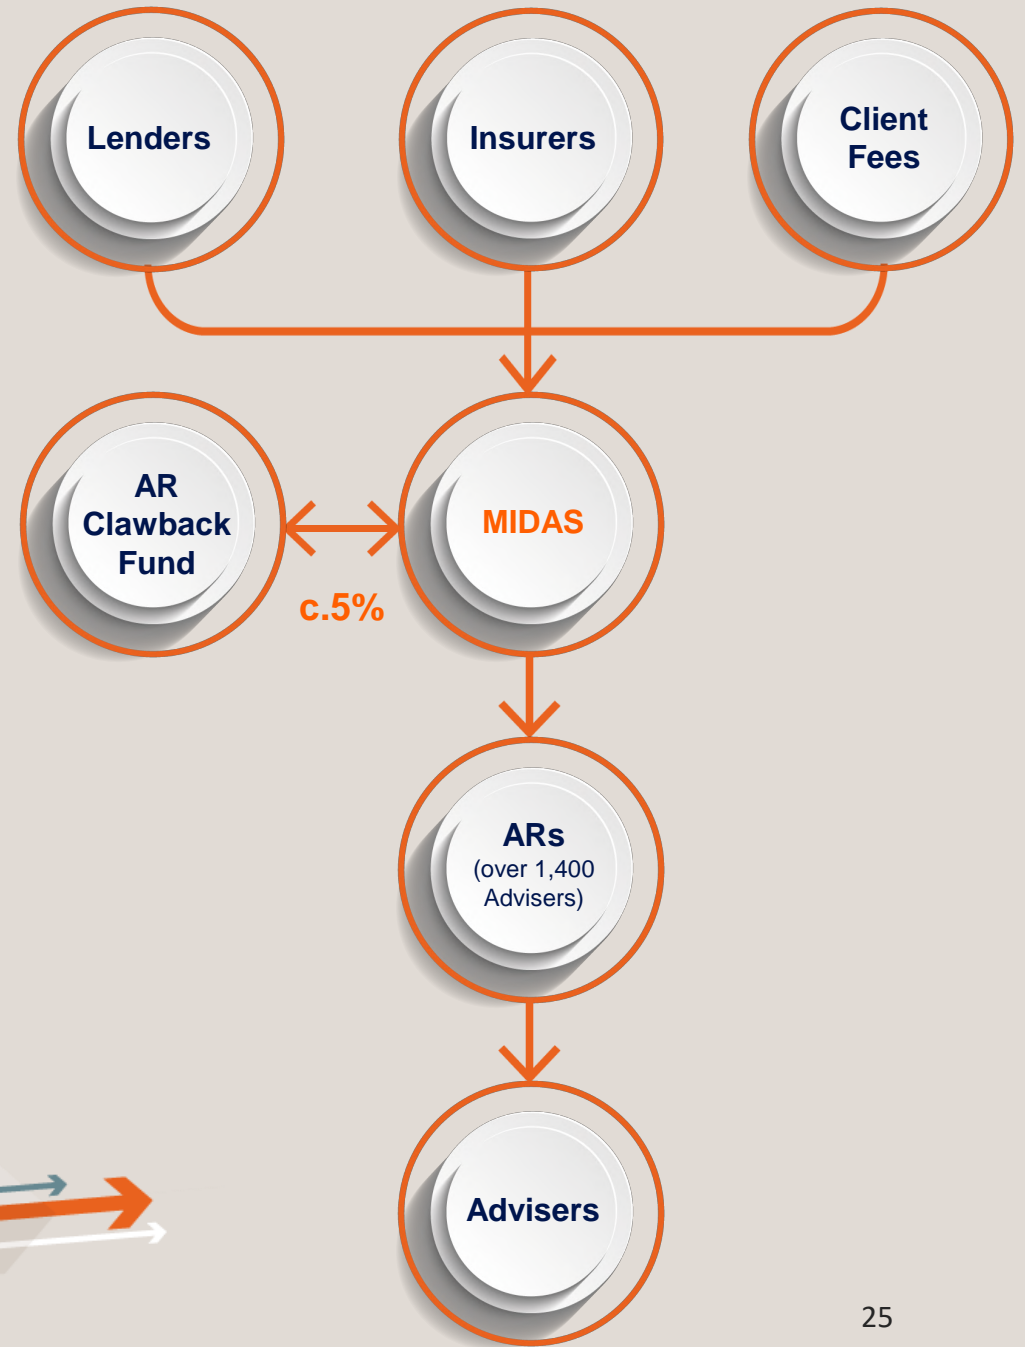 Lenders
Insurers
Client
Fees
AR
Clawback
Fund
c.5%
MIDAS
ARs
(over 1,400
Advisers)
Advisers
25